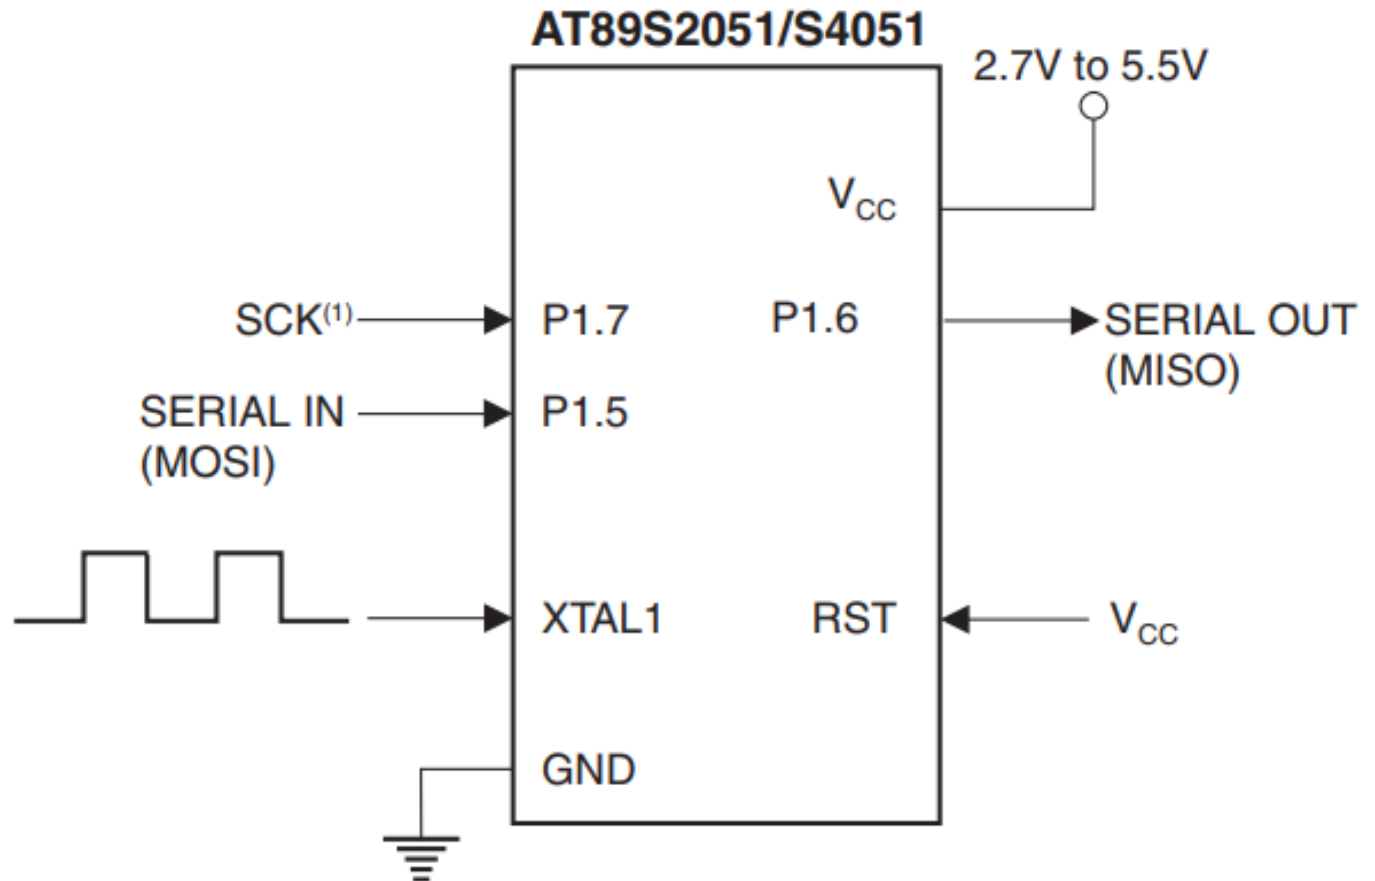 AT89S2051/S4051
2.7V to 5.5V
VCC
SCK(1)
P1.7
P1.6
SERIAL OUT
(MISO)
SERIAL IN
(MOSI)
P1.5
XTAL1
RST
VCC
GND